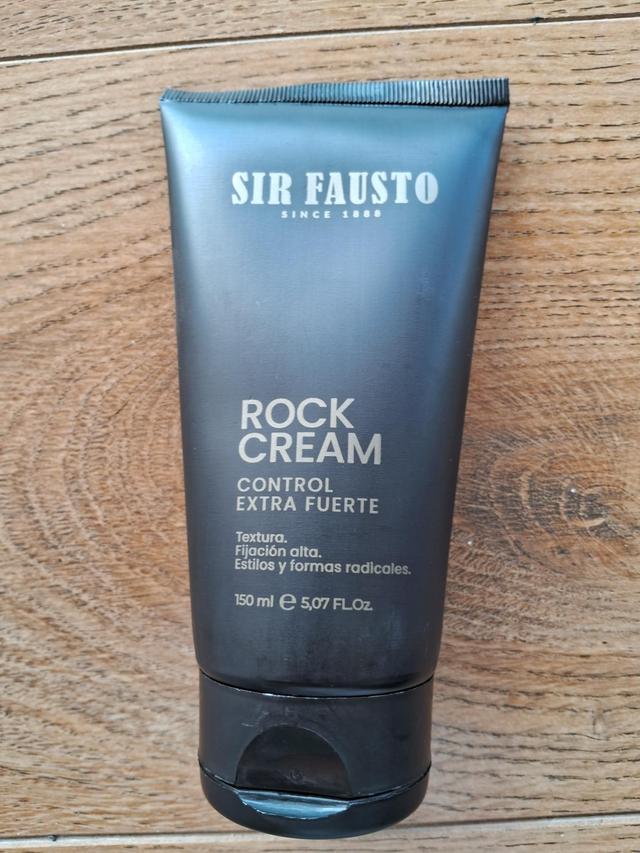 SIR FAUSTO
SINCE 1888
ROCK
CREAM
CONTROL
EXTRA FUERTE
Textura.
Fijación alta.
Estilos y formas radicales.
150 ml ℮ 5,07 FL.Oz.